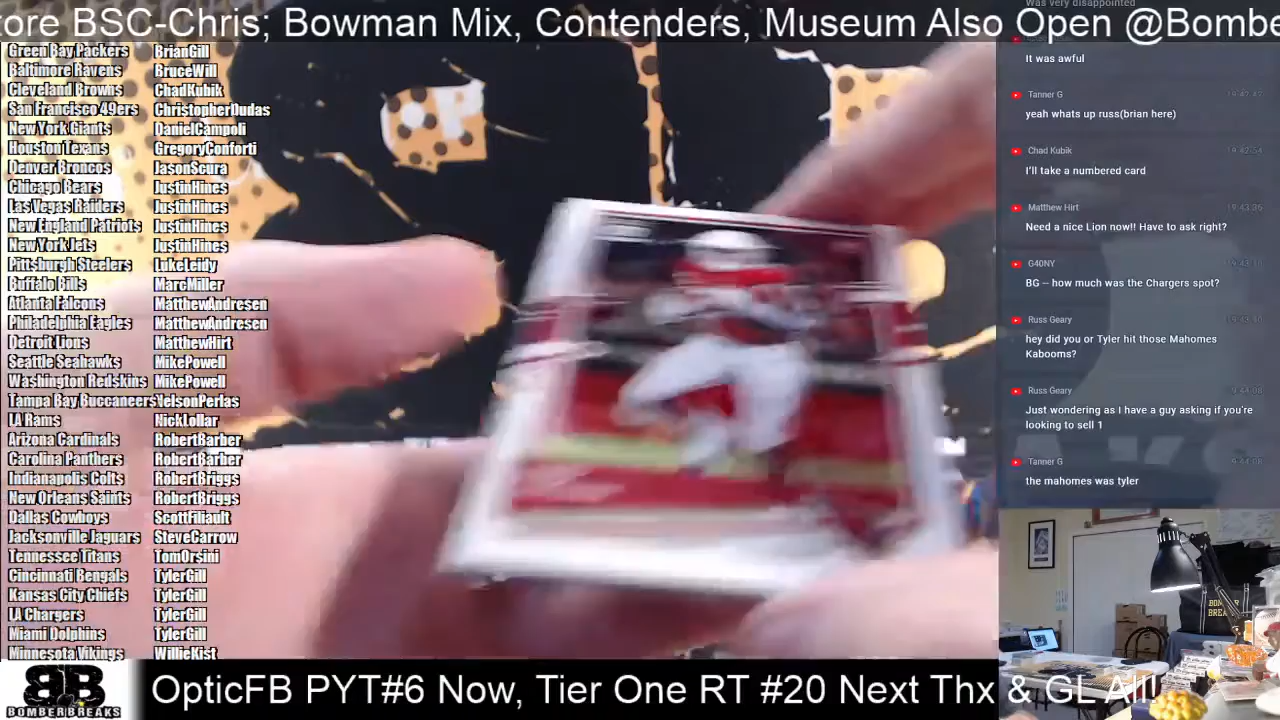 tore BSC-Chris; Bowman Mix, Contenders, Museum Also Open @Bombe
Green Bay Packers BrianGill
Baltimore Ravens BruceWill
Cleveland Browns ChadKubik
San Francisco 49ers ChristopherDudas
New York Giants DanielCampoli
Houston Texans GregoryConforti
Denver Broncos JasonScura
Chicago Bears JustinHines
Las Vegas Raiders JustinHines
New England Patriots JustinHines
New York Jets JustinHines
Pittsburgh Steelers LukeLeidy
Buffalo Bills MarcMiller
Atlanta Falcons MatthewAndresen
Philadelphia Eagles MatthewAndresen
Detroit Lions MatthewHirt
Seattle Seahawks MikePowell
Washington Redskins MikePowell
Tampa Bay Buccaneers NelsonPerlas
LA Rams NickLollar
Arizona Cardinals RobertBarber
Carolina Panthers RobertBarber
Indianapolis Colts RobertBriggs
New Orleans Saints RobertBriggs
Dallas Cowboys ScottFiliault
Jacksonville Jaguars SteveCarrow
Tennessee Titans TomOrsini
Cincinnati Bengals TylerGill
Kansas City Chiefs TylerGill
LA Chargers TylerGill
Miami Dolphins TylerGill
Minnesota Vikings WillieKist
Was very disappointed
It was awful
Tanner G
yeah whats up russ(brian here)
Chad Kubik
I'll take a numbered card
Matthew Hirt
Need a nice Lion now!! Have to ask right?
G40NY
BG -- how much was the Chargers spot?
Russ Geary
hey did you or Tyler hit those Mahomes
Kabooms?
Russ Geary
Just wondering as I have a guy asking if you're
looking to sell 1
Tanner G
the mahomes was tyler
BOMBERBREAKS
OpticFB PYT#6 Now, Tier One RT #20 Next Thx & GL All!